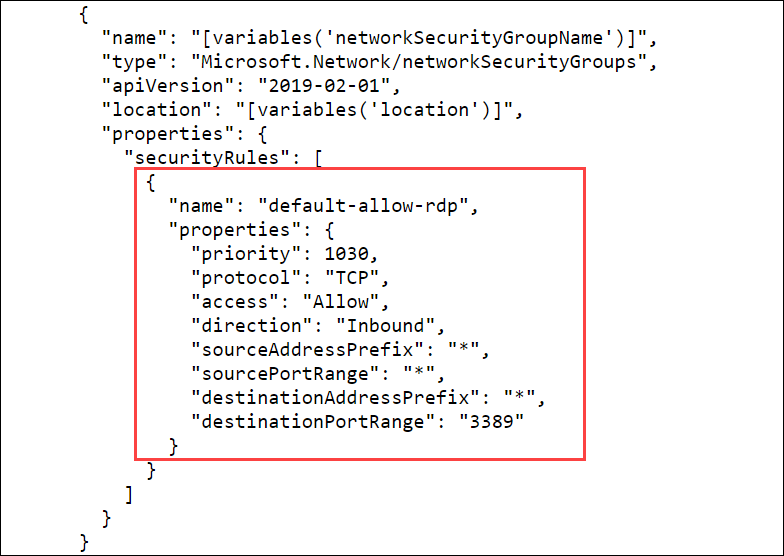 {
"name": "[variables('networkSecurityGroupName')]",
"type": "Microsoft.Network/networkSecurityGroups",
"apiVersion": "2019-02-01",
"location": "[variables('location')]",
"properties": {
"securityRules": [
{
"name": "default-allow-rdp",
"properties": {
"priority": 1030,
"protocol": "TCP",
"access": "Allow",
"direction": "Inbound",
"sourceAddressPrefix": "*",
"sourcePortRange": "*",
"destinationAddressPrefix": "*",
"destinationPortRange": "3389"
}
}
]
}
}